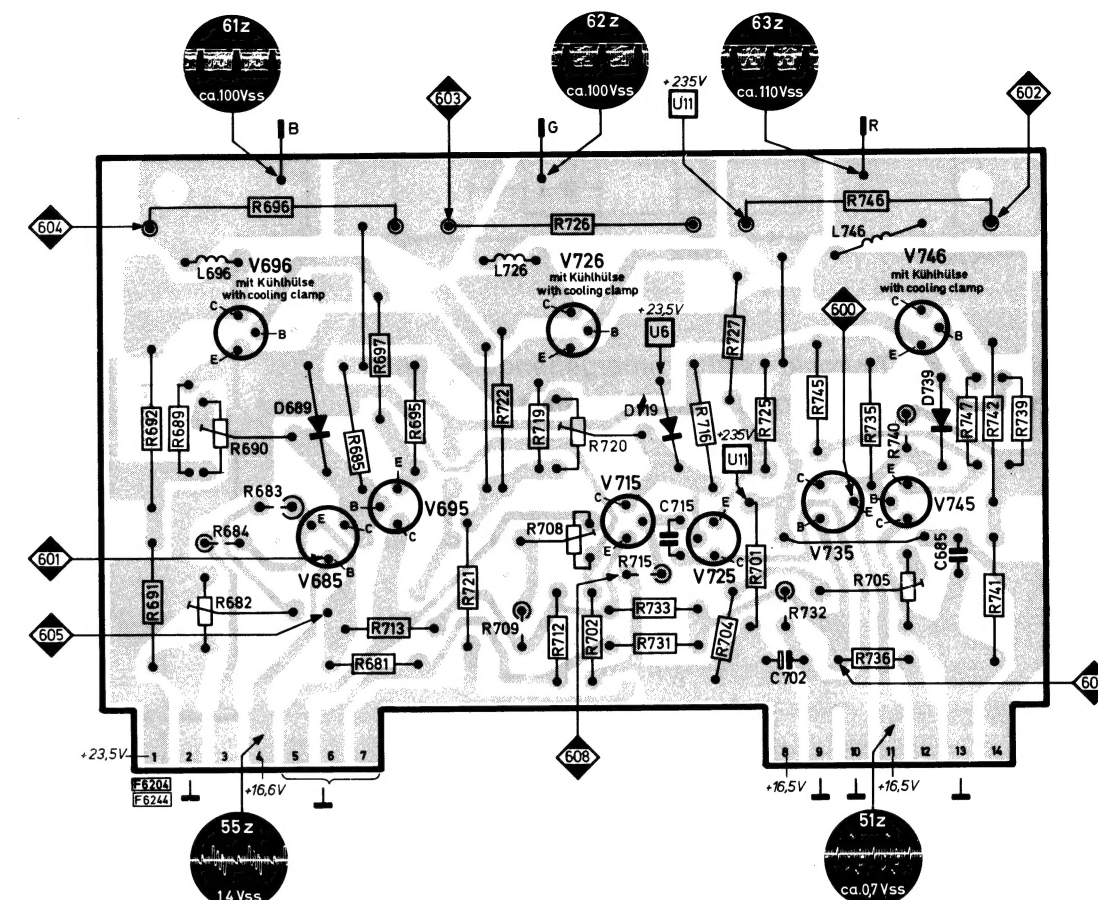 61z
ca.100Vss
62z
ca.100Vss
63z
ca.110Vss
+235V
U11
603
602
B
G
R
604
R696
R726
R746
L746
L696
V696
mit Kühlhülse
with cooling clamp
L726
V726
mit Kühlhülse
with cooling clamp
V746
mit Kühlhülse
with cooling clamp
C
B
E
C
B
E
C
B
E
+23,5V
U6
600
R727
R697
R692
R689
R690
D689
R685
R695
R722
R719
R720
D719
R716
R725
R745
R735
R740
D739
R747
R742
R739
+235V
U11
R683
R684
V695
E
B
C
V685
E
C
B
R708
V715
C
E
C715
R715
V725
E
C
R701
V735
C
B
V745
E
B
C
C685
601
605
R691
R682
R713
R681
R721
R709
R712
R702
R733
R731
R704
R732
C702
R705
R736
R741
608
+23,5V
1
2
3
4
5
6
7
8
9
10
11
12
13
14
F6204
F6244
+16,6V
+16,5V
+16,5V
55z
1,4 Vss
51z
ca.0,7Vss